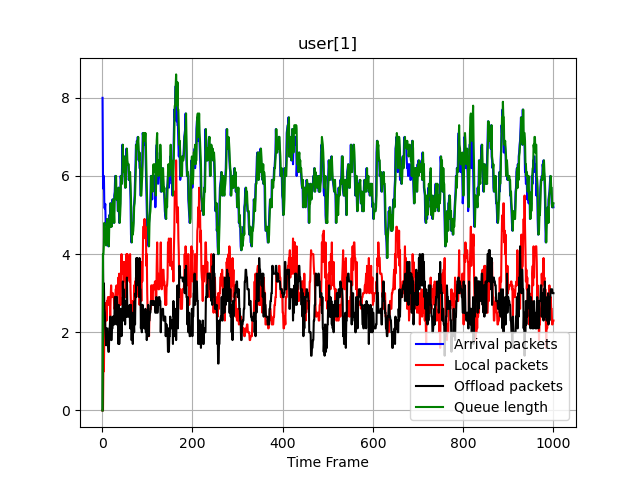 user[1]
8
6
4
2
0
Arrival packets
Local packets
Offload packets
Queue length
0 200 400 600 800 1000
Time Frame